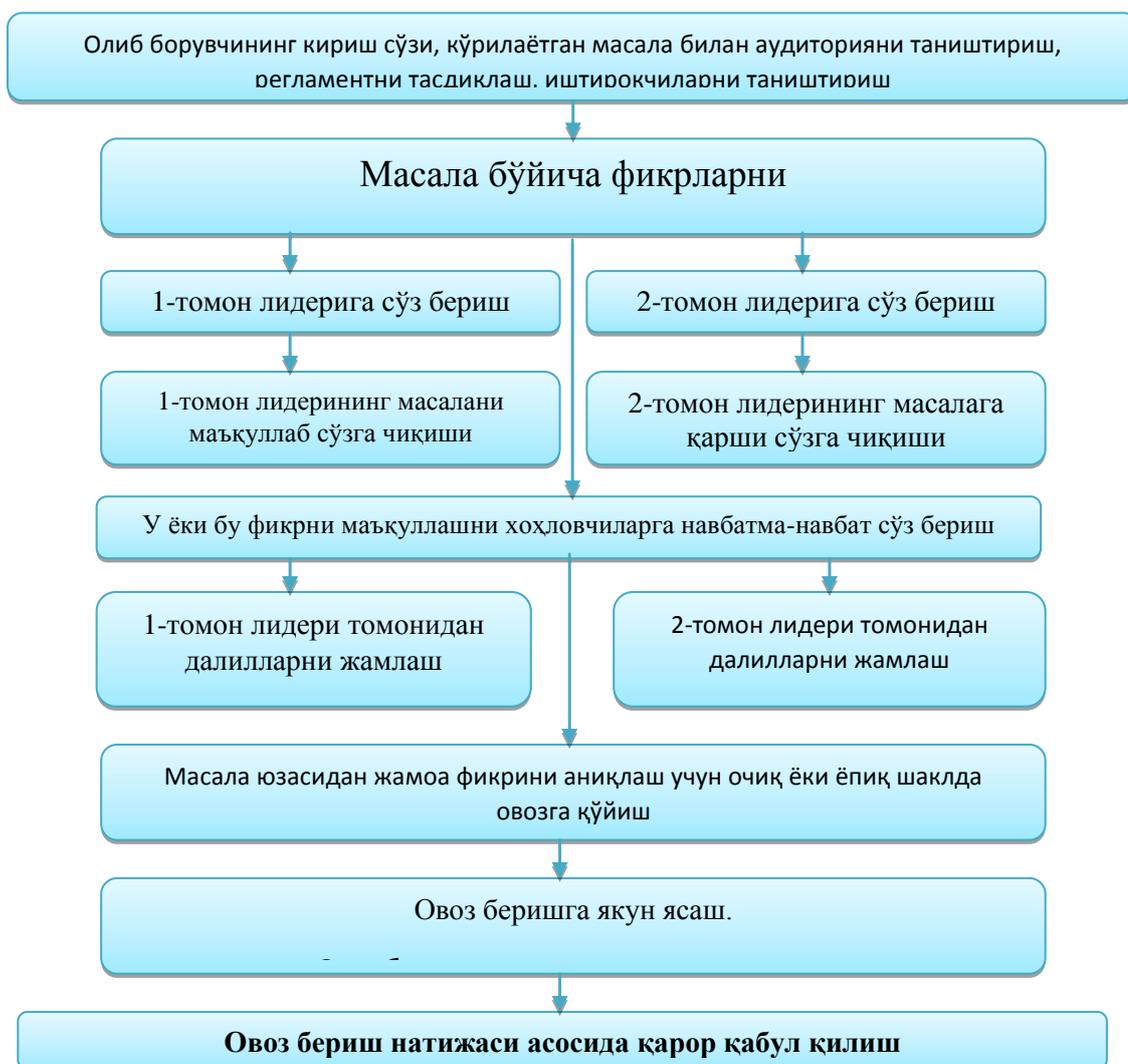 Олиб борувчининг кириш сўзи, кўрилаётган масала билан аудиторияни таништириш,
регламентни тасдиқлаш, иштирокчиларни таништириш
Масала бўйича фикрларни
1-томон лидерига сўз бериш
2-томон лидерига сўз бериш
1-томон лидерининг масалани
маъқуллаб сўзга чиқиши
2-томон лидерининг масалага
қарши сўзга чиқиши
У ёки бу фикрни маъқуллашни хоҳловчиларга навбатма-навбат сўз бериш
1-томон лидери томонидан
далилларни жамлаш
2-томон лидери томонидан
далилларни жамлаш
Масала юзасидан жамоа фикрини аниқлаш учун очиқ ёки ёпиқ шаклда
овозга қўйиш
Овоз беришга якун ясаш.
Овоз бериш натижаси асосида қарор қабул қилиш